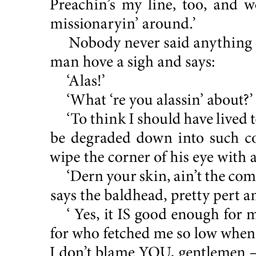 Preachin's my line, too, and w
missionaryin' around.'
Nobody never said anything
man hove a sigh and says:
'Alas!'
'What 're you alassin' about?'
'To think I should have lived t
be degraded down into such co
wipe the corner of his eye with a
'Dern your skin, ain't the com
says the baldhead, pretty pert an
' Yes, it IS good enough for m
for who fetched me so low when
I don't blame YOU, gentlemen –